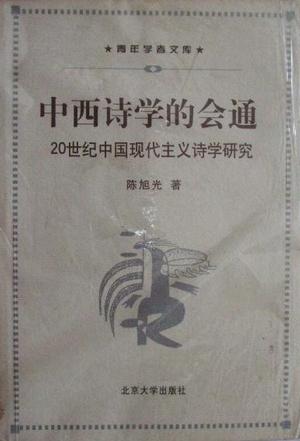 ★青年学者文库★
中西诗学的会通
20世纪中国现代主义诗学研究
陈旭光 著
北京大学出版社